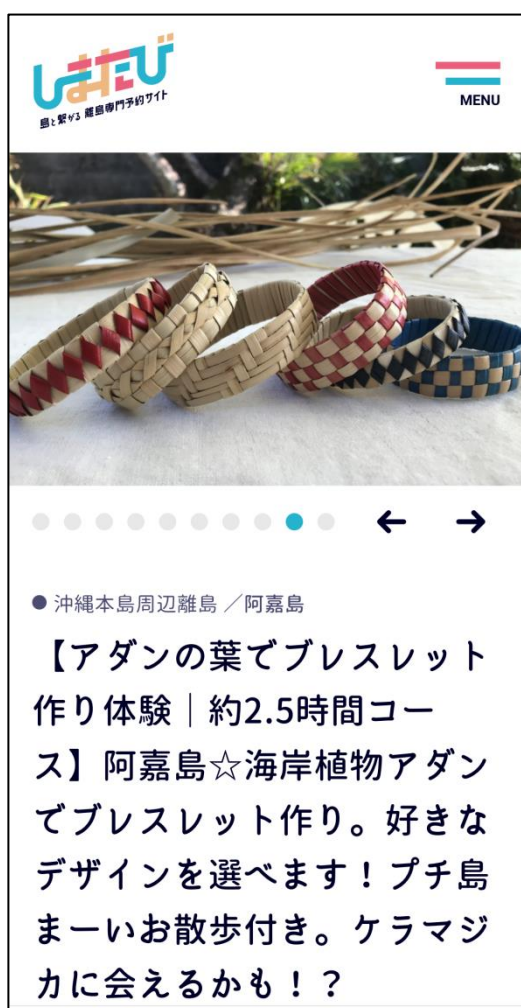 しまたび
島と繋がる 離島専門予約サイト
MENU
沖縄本島周辺離島 ／阿嘉島
【アダンの葉でブレスレット
作り体験｜約2.5時間コー
ス】阿嘉島☆海岸植物アダン
でブレスレット作り。好きな
デザインを選べます！プチ島
まーいお散歩付き。ケラマジ
カに会えるかも！？